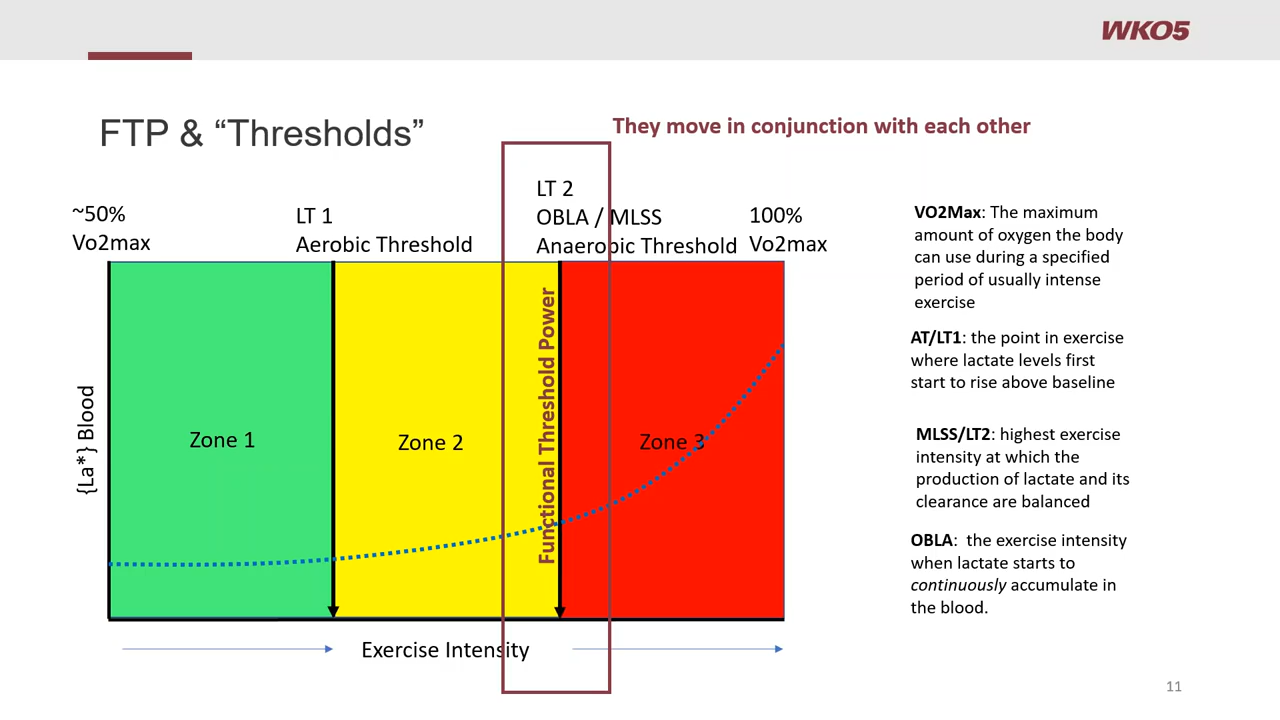 WKO5
FTP & “Thresholds”
They move in conjunction with each other
~50%
Vo2max
LT 1
Aerobic Threshold
LT 2
OBLA / MLSS
Anaerobic Threshold
100%
Vo2max
{La*} Blood
Zone 1
Zone 2
Functional Threshold Power
Zone 3
Exercise Intensity
VO2Max: The maximum
amount of oxygen the body
can use during a specified
period of usually intense
exercise
AT/LT1: the point in exercise
where lactate levels first
start to rise above baseline
MLSS/LT2: highest exercise
intensity at which the
production of lactate and its
clearance are balanced
OBLA:  the exercise intensity
when lactate starts to
continuously accumulate in
the blood.
11